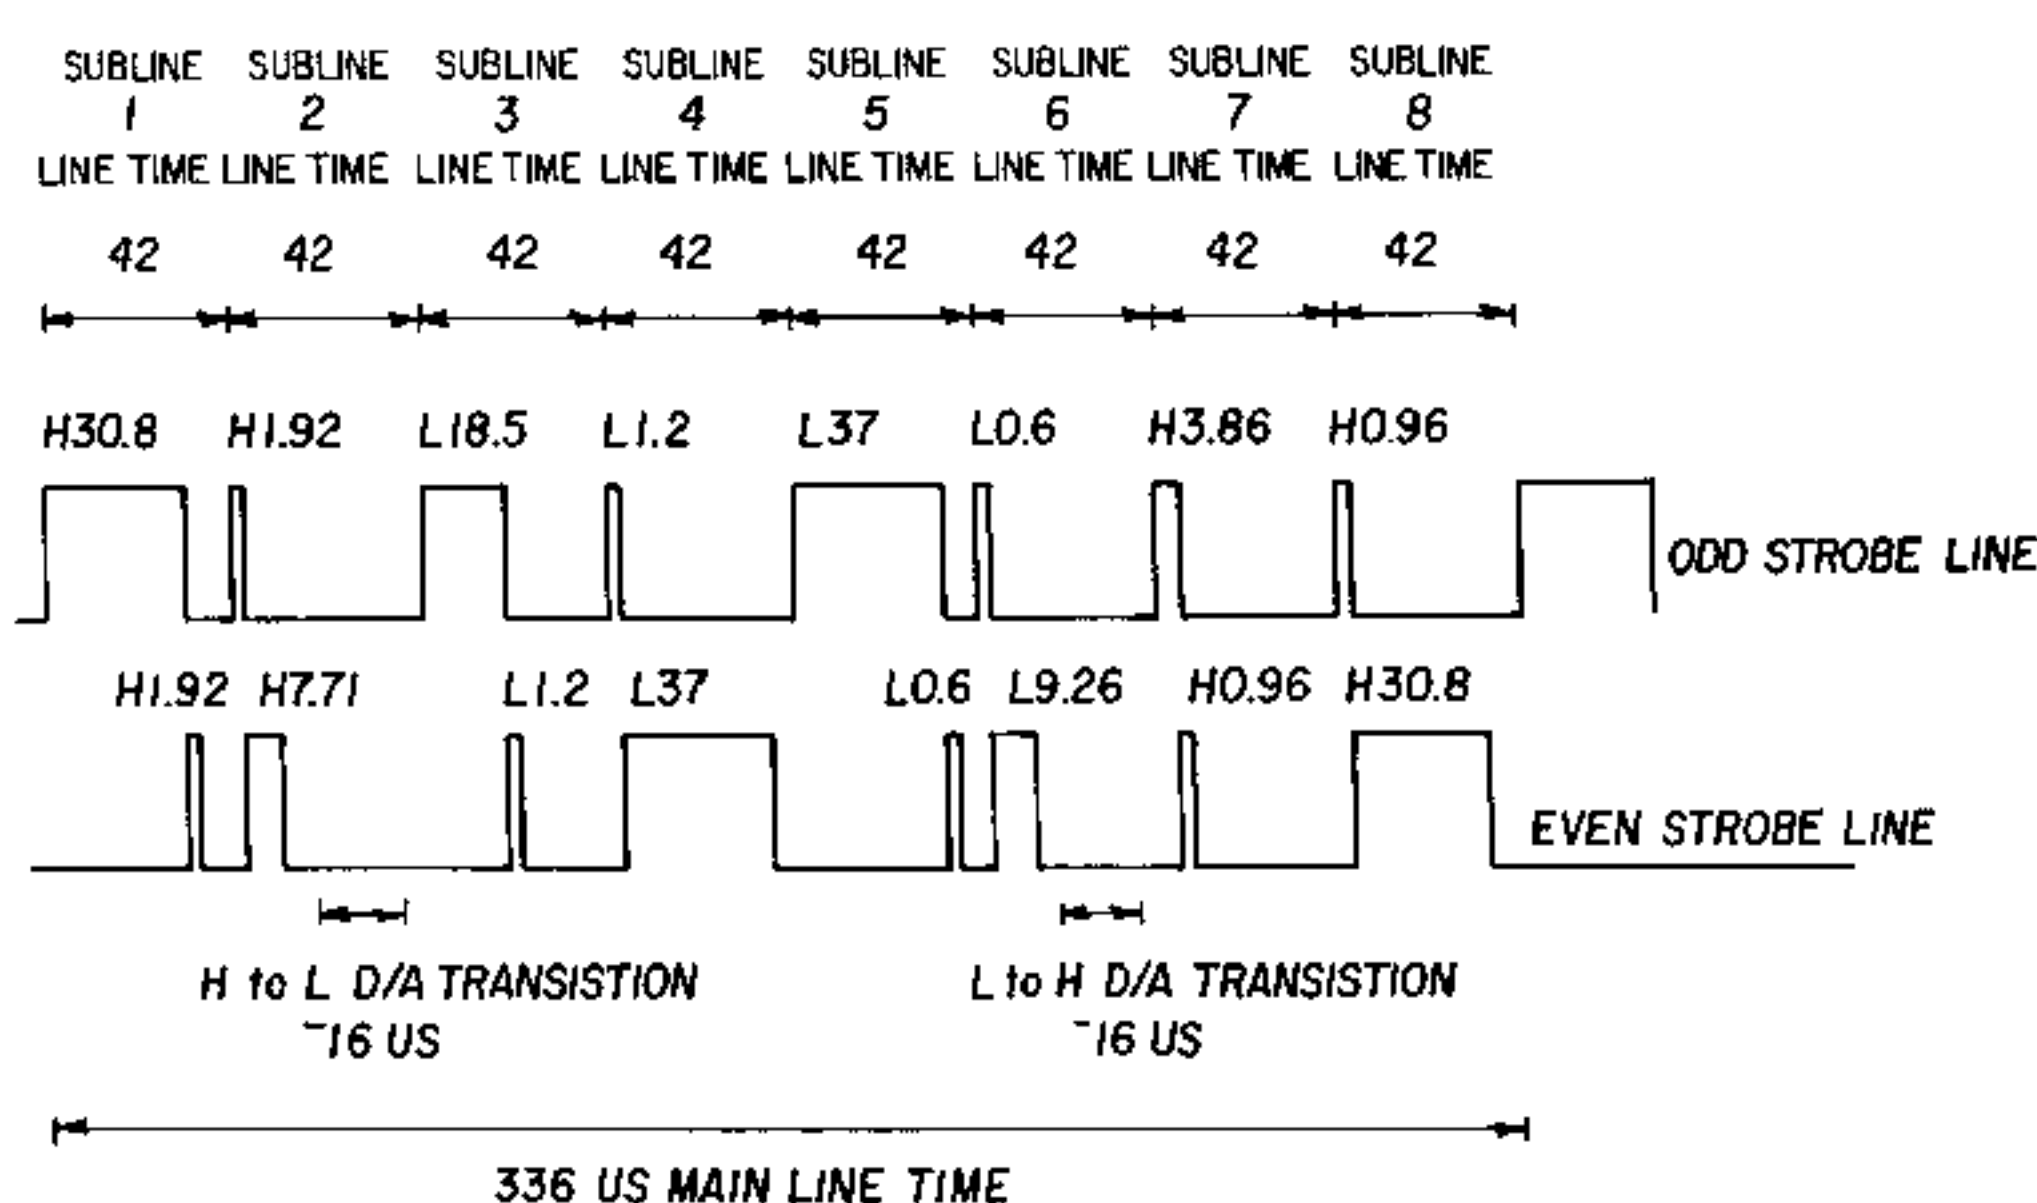 SUBLINE SUBLINE SUBLINE SUBLINE SUBLINE SUBLINE SUBLINE SUBLINE
1 2 3 4 5 6 7 8
LINE TIME LINE TIME LINE TIME LINE TIME LINE TIME LINE TIME LINE TIME LINE TIME
42 42 42 42 42 42 42 42
H30.8 H1.92 L18.5 L1.2 L37 L0.6 H3.86 H0.96
ODD STROBE LINE
H1.92 H7.71 L1.2 L37 L0.6 L9.26 H0.96 H30.8
EVEN STROBE LINE
H to L D/A TRANSISTION L to H D/A TRANSISTION
~16 US ~16 US
336 US MAIN LINE TIME